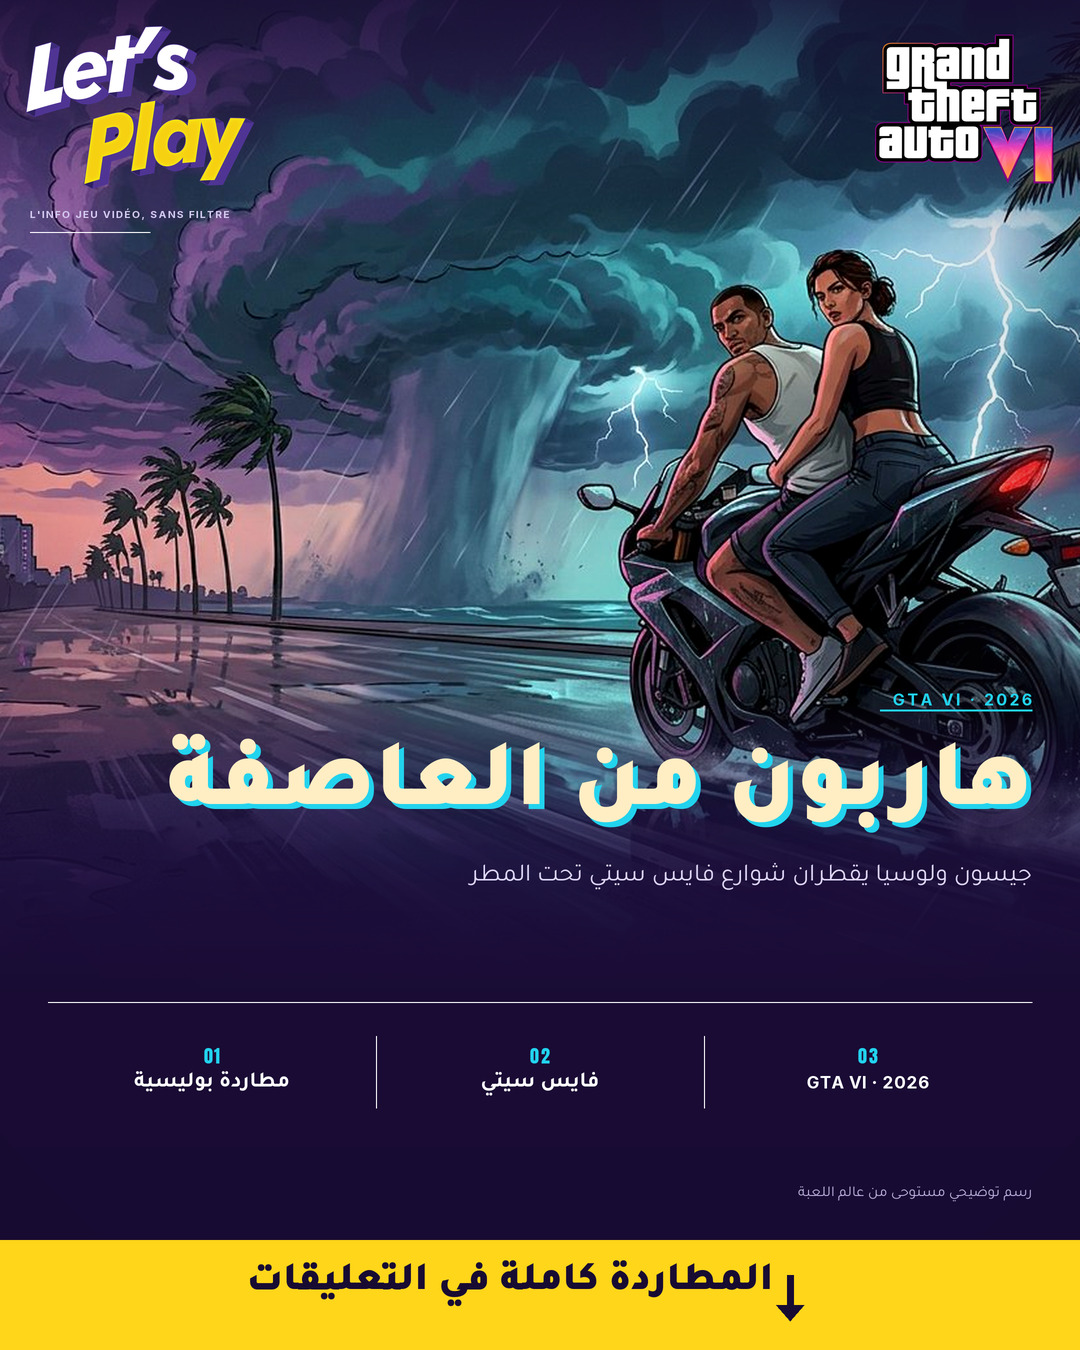 Let's
Play
L'INFO JEU VIDÉO, SANS FILTRE
grand
theft
auto VI
GTA VI · 2026
هاربون من العاصفة
جيسون ولوسيا يقطران شوارع فايس سيتي تحت المطر
01
مطاردة بوليسية
02
فايس سيتي
03
GTA VI · 2026
رسم توضيحي مستوحى من عالم اللعبة
المطاردة كاملة في التعليقات